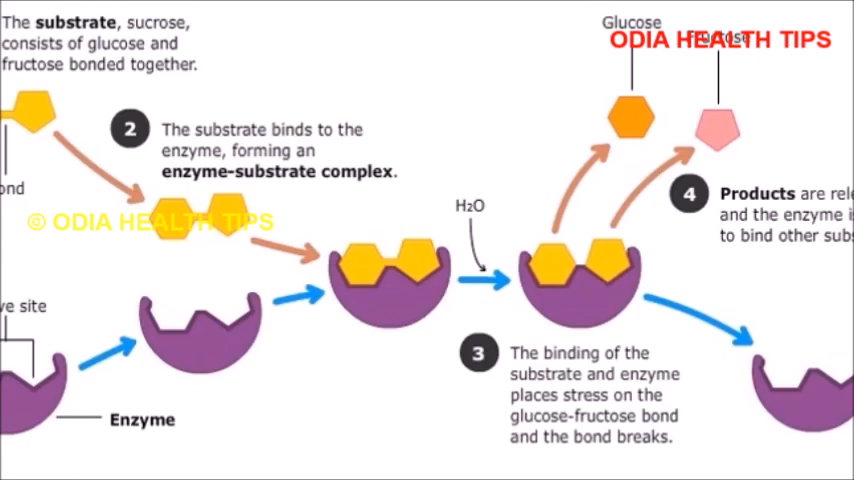 The substrate, sucrose,
consists of glucose and
fructose bonded together.
Glucose
Fructose
ODIA HEALTH TIPS
2
The substrate binds to the
enzyme, forming an
enzyme-substrate complex.
ond
© ODIA HEALTH TIPS
H₂O
4
Products are rele
and the enzyme is
to bind other subs
ve site
3
The binding of the
substrate and enzyme
places stress on the
glucose-fructose bond
and the bond breaks.
Enzyme